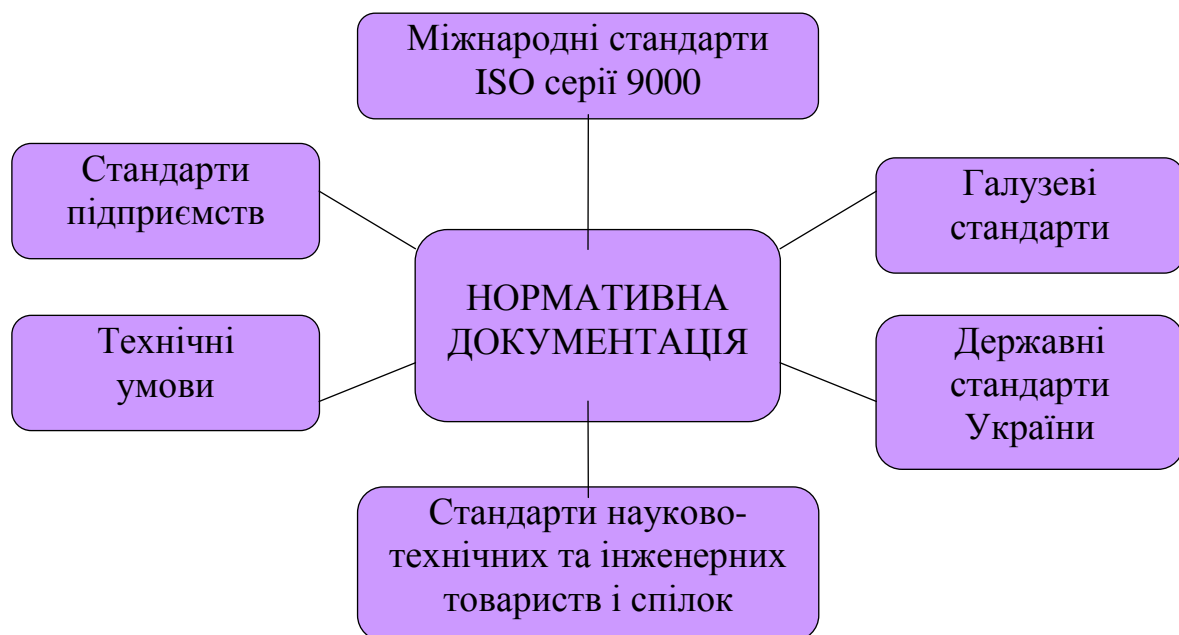 Міжнародні стандарти
ISO серії 9000
Стандарти
підприємств
Галузеві
стандарти
НОРМАТИВНА
ДОКУМЕНТАЦІЯ
Технічні
умови
Державні
стандарти
України
Стандарти науково-
технічних та інженерних
товариств і спілок